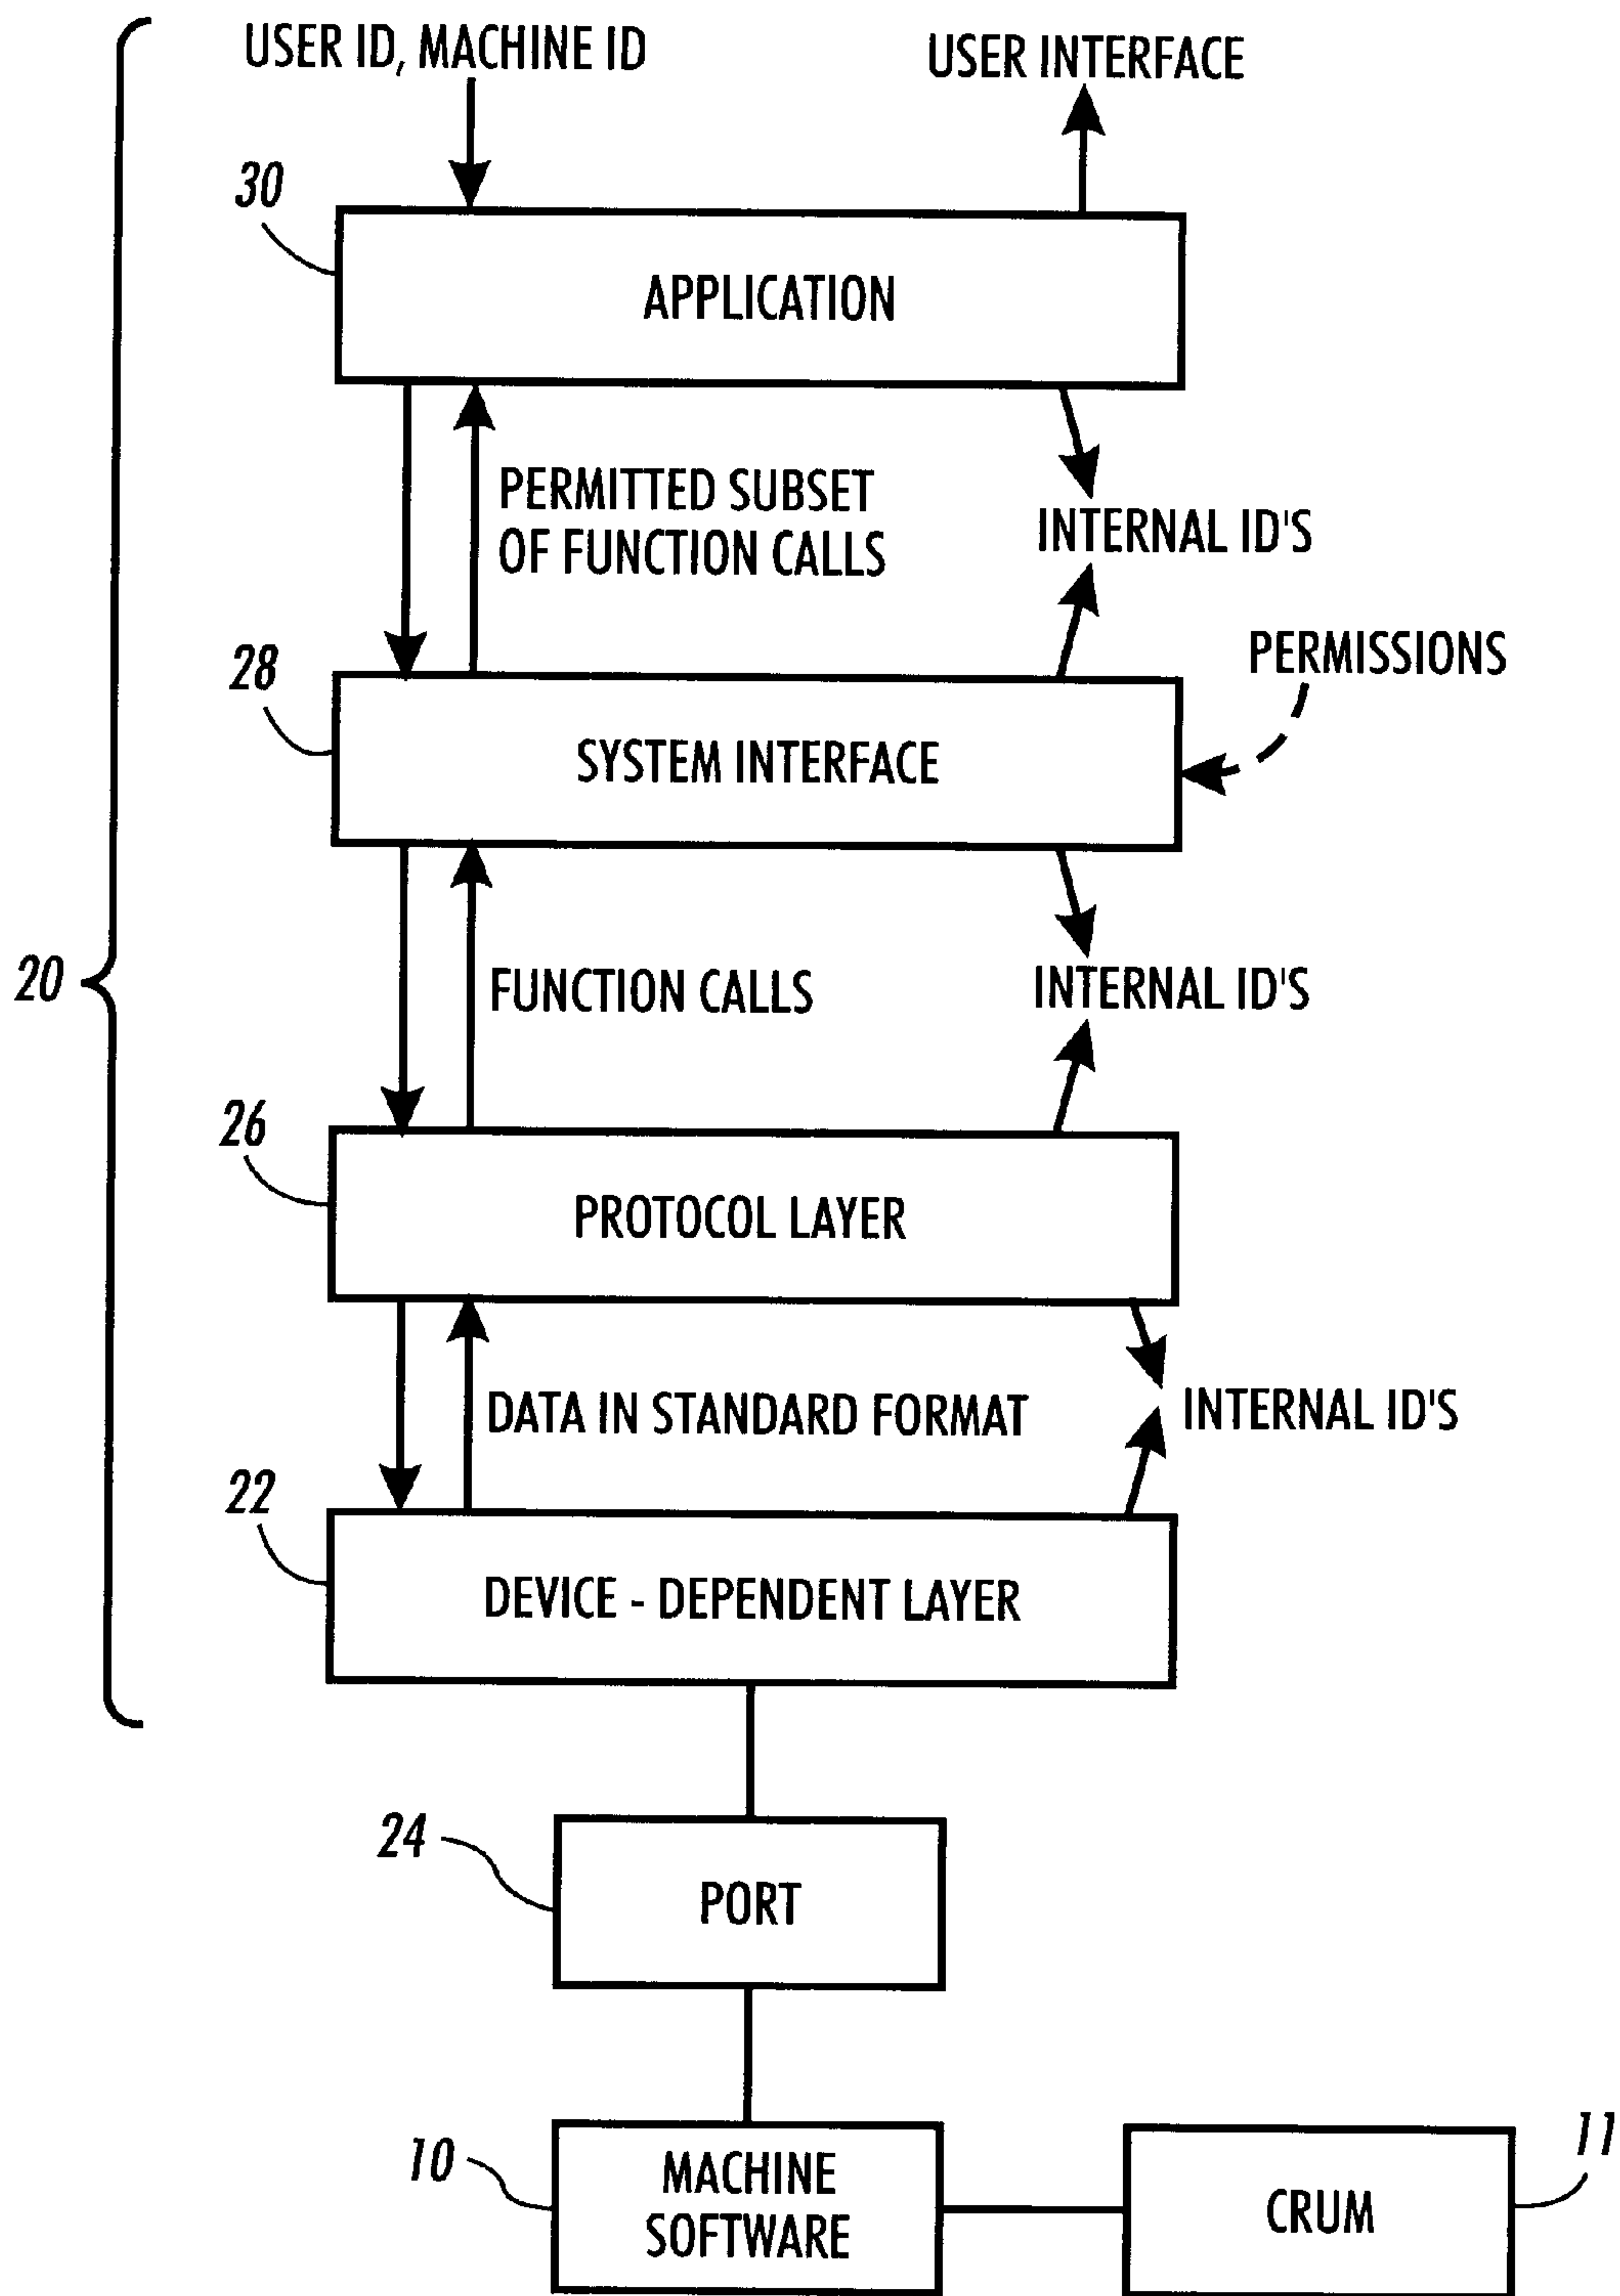 USER ID, MACHINE ID
USER INTERFACE
30
APPLICATION
PERMITTED SUBSET
OF FUNCTION CALLS
INTERNAL ID'S
PERMISSIONS
28
SYSTEM INTERFACE
20
FUNCTION CALLS
INTERNAL ID'S
26
PROTOCOL LAYER
DATA IN STANDARD FORMAT
INTERNAL ID'S
22
DEVICE - DEPENDENT LAYER
24
PORT
10
MACHINE
SOFTWARE
CRUM
11